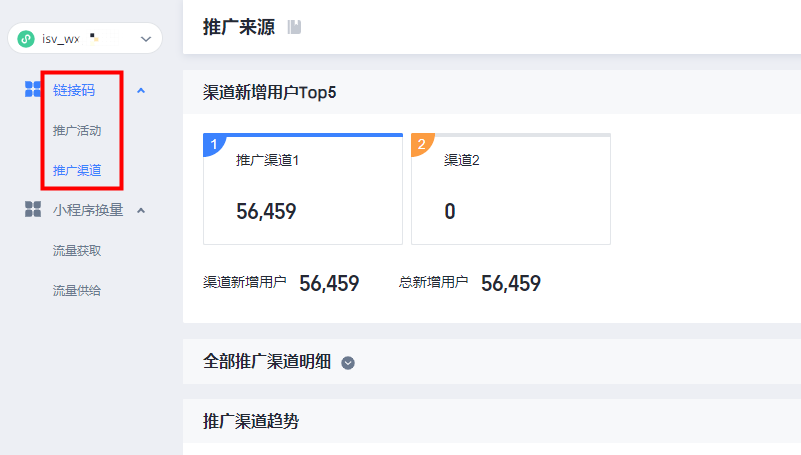 isv_wx
链接码
推广活动
推广渠道
小程序换量
流量获取
流量供给
推广来源
渠道新增用户Top5
1
推广渠道1
56,459
2
渠道2
0
渠道新增用户 56,459 总新增用户 56,459
全部推广渠道明细
推广渠道趋势